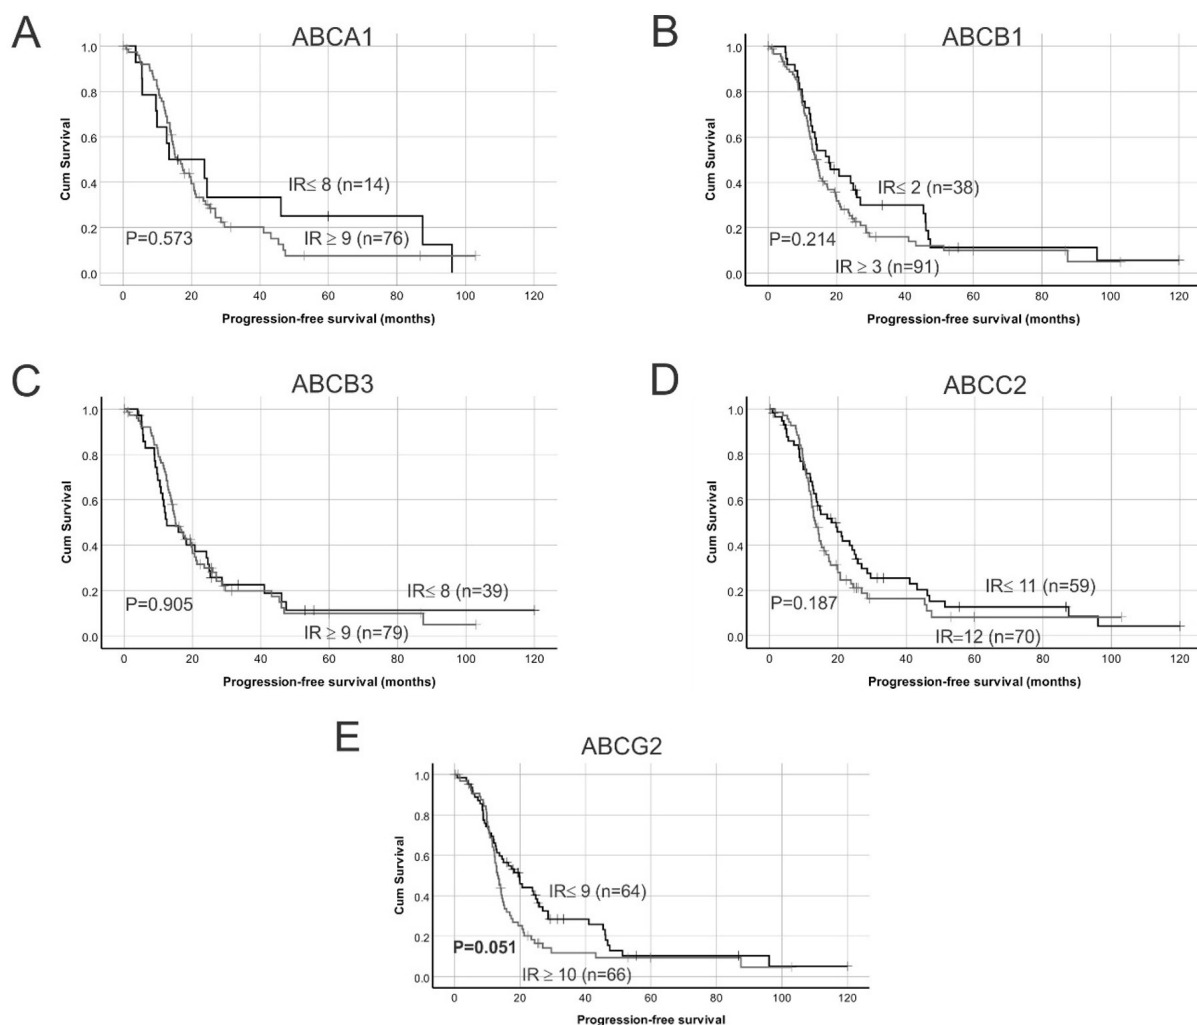 A
ABCA1
1.0
0.8
0.6
0.4
0.2
0.0
Cum Survival
IR≤ 8 (n=14)
P=0.573
IR ≥ 9 (n=76)
0 20 40 60 80 100 120
Progression-free survival (months)
B
ABCB1
1.0
0.8
0.6
0.4
0.2
0.0
Cum Survival
IR≤ 2 (n=38)
P=0.214
IR ≥ 3 (n=91)
0 20 40 60 80 100 120
Progression-free survival (months)
C
ABCB3
1.0
0.8
0.6
0.4
0.2
0.0
Cum Survival
IR≤ 8 (n=39)
P=0.905
IR ≥ 9 (n=79)
0 20 40 60 80 100 120
Progression-free survival (months)
D
ABCC2
1.0
0.8
0.6
0.4
0.2
0.0
Cum Survival
IR≤ 11 (n=59)
P=0.187
IR=12 (n=70)
0 20 40 60 80 100 120
Progression-free survival (months)
E
ABCG2
1.0
0.8
0.6
0.4
0.2
0.0
Cum Survival
IR≤ 9 (n=64)
P=0.051
IR ≥ 10 (n=66)
0 20 40 60 80 100 120
Progression-free survival